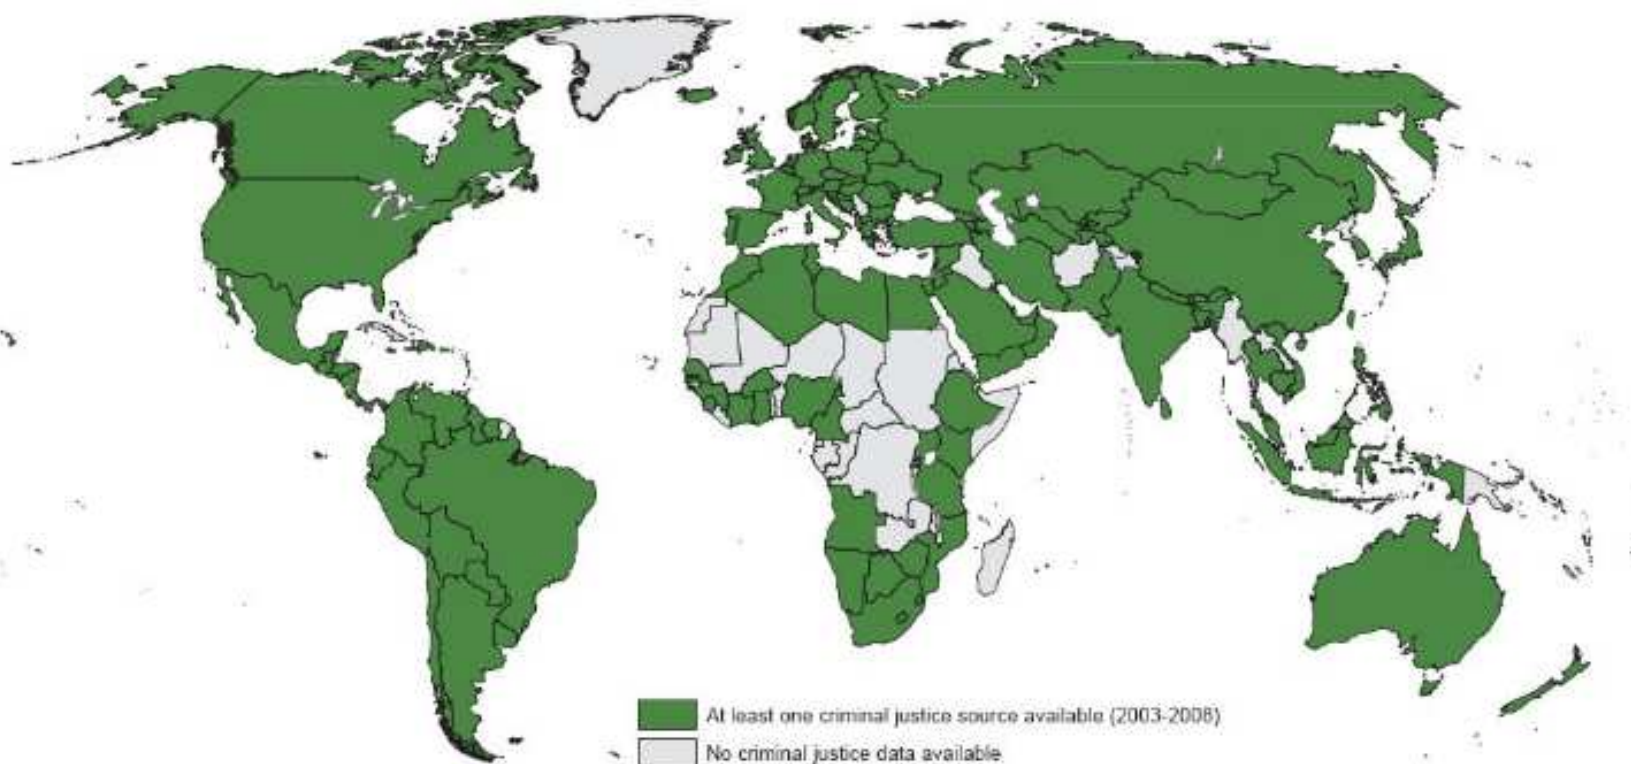 At least one criminal justice source available (2003-2008)
No criminal justice data available